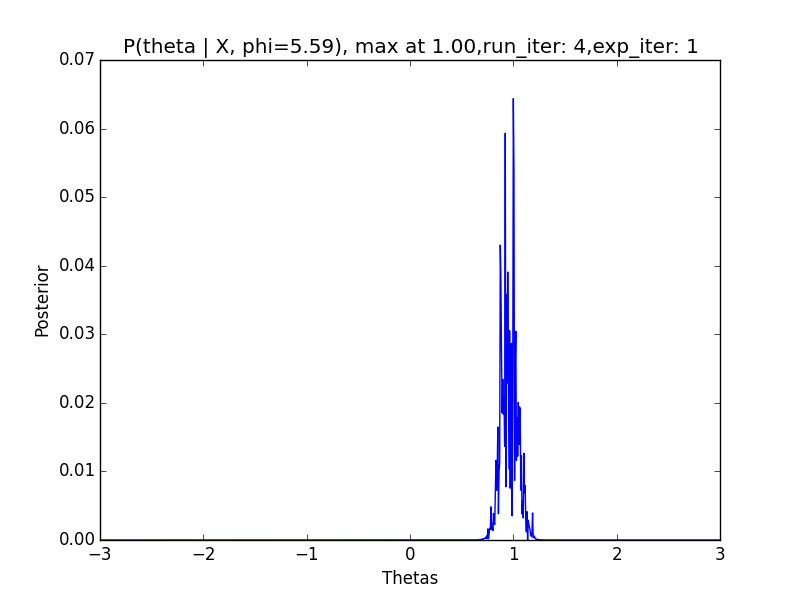 P(theta | X, phi=5.59), max at 1.00,run_iter: 4,exp_iter: 1
0.07
0.06
0.05
0.04
0.03
0.02
0.01
0.00
Posterior
−3 −2 −1 0 1 2 3
Thetas